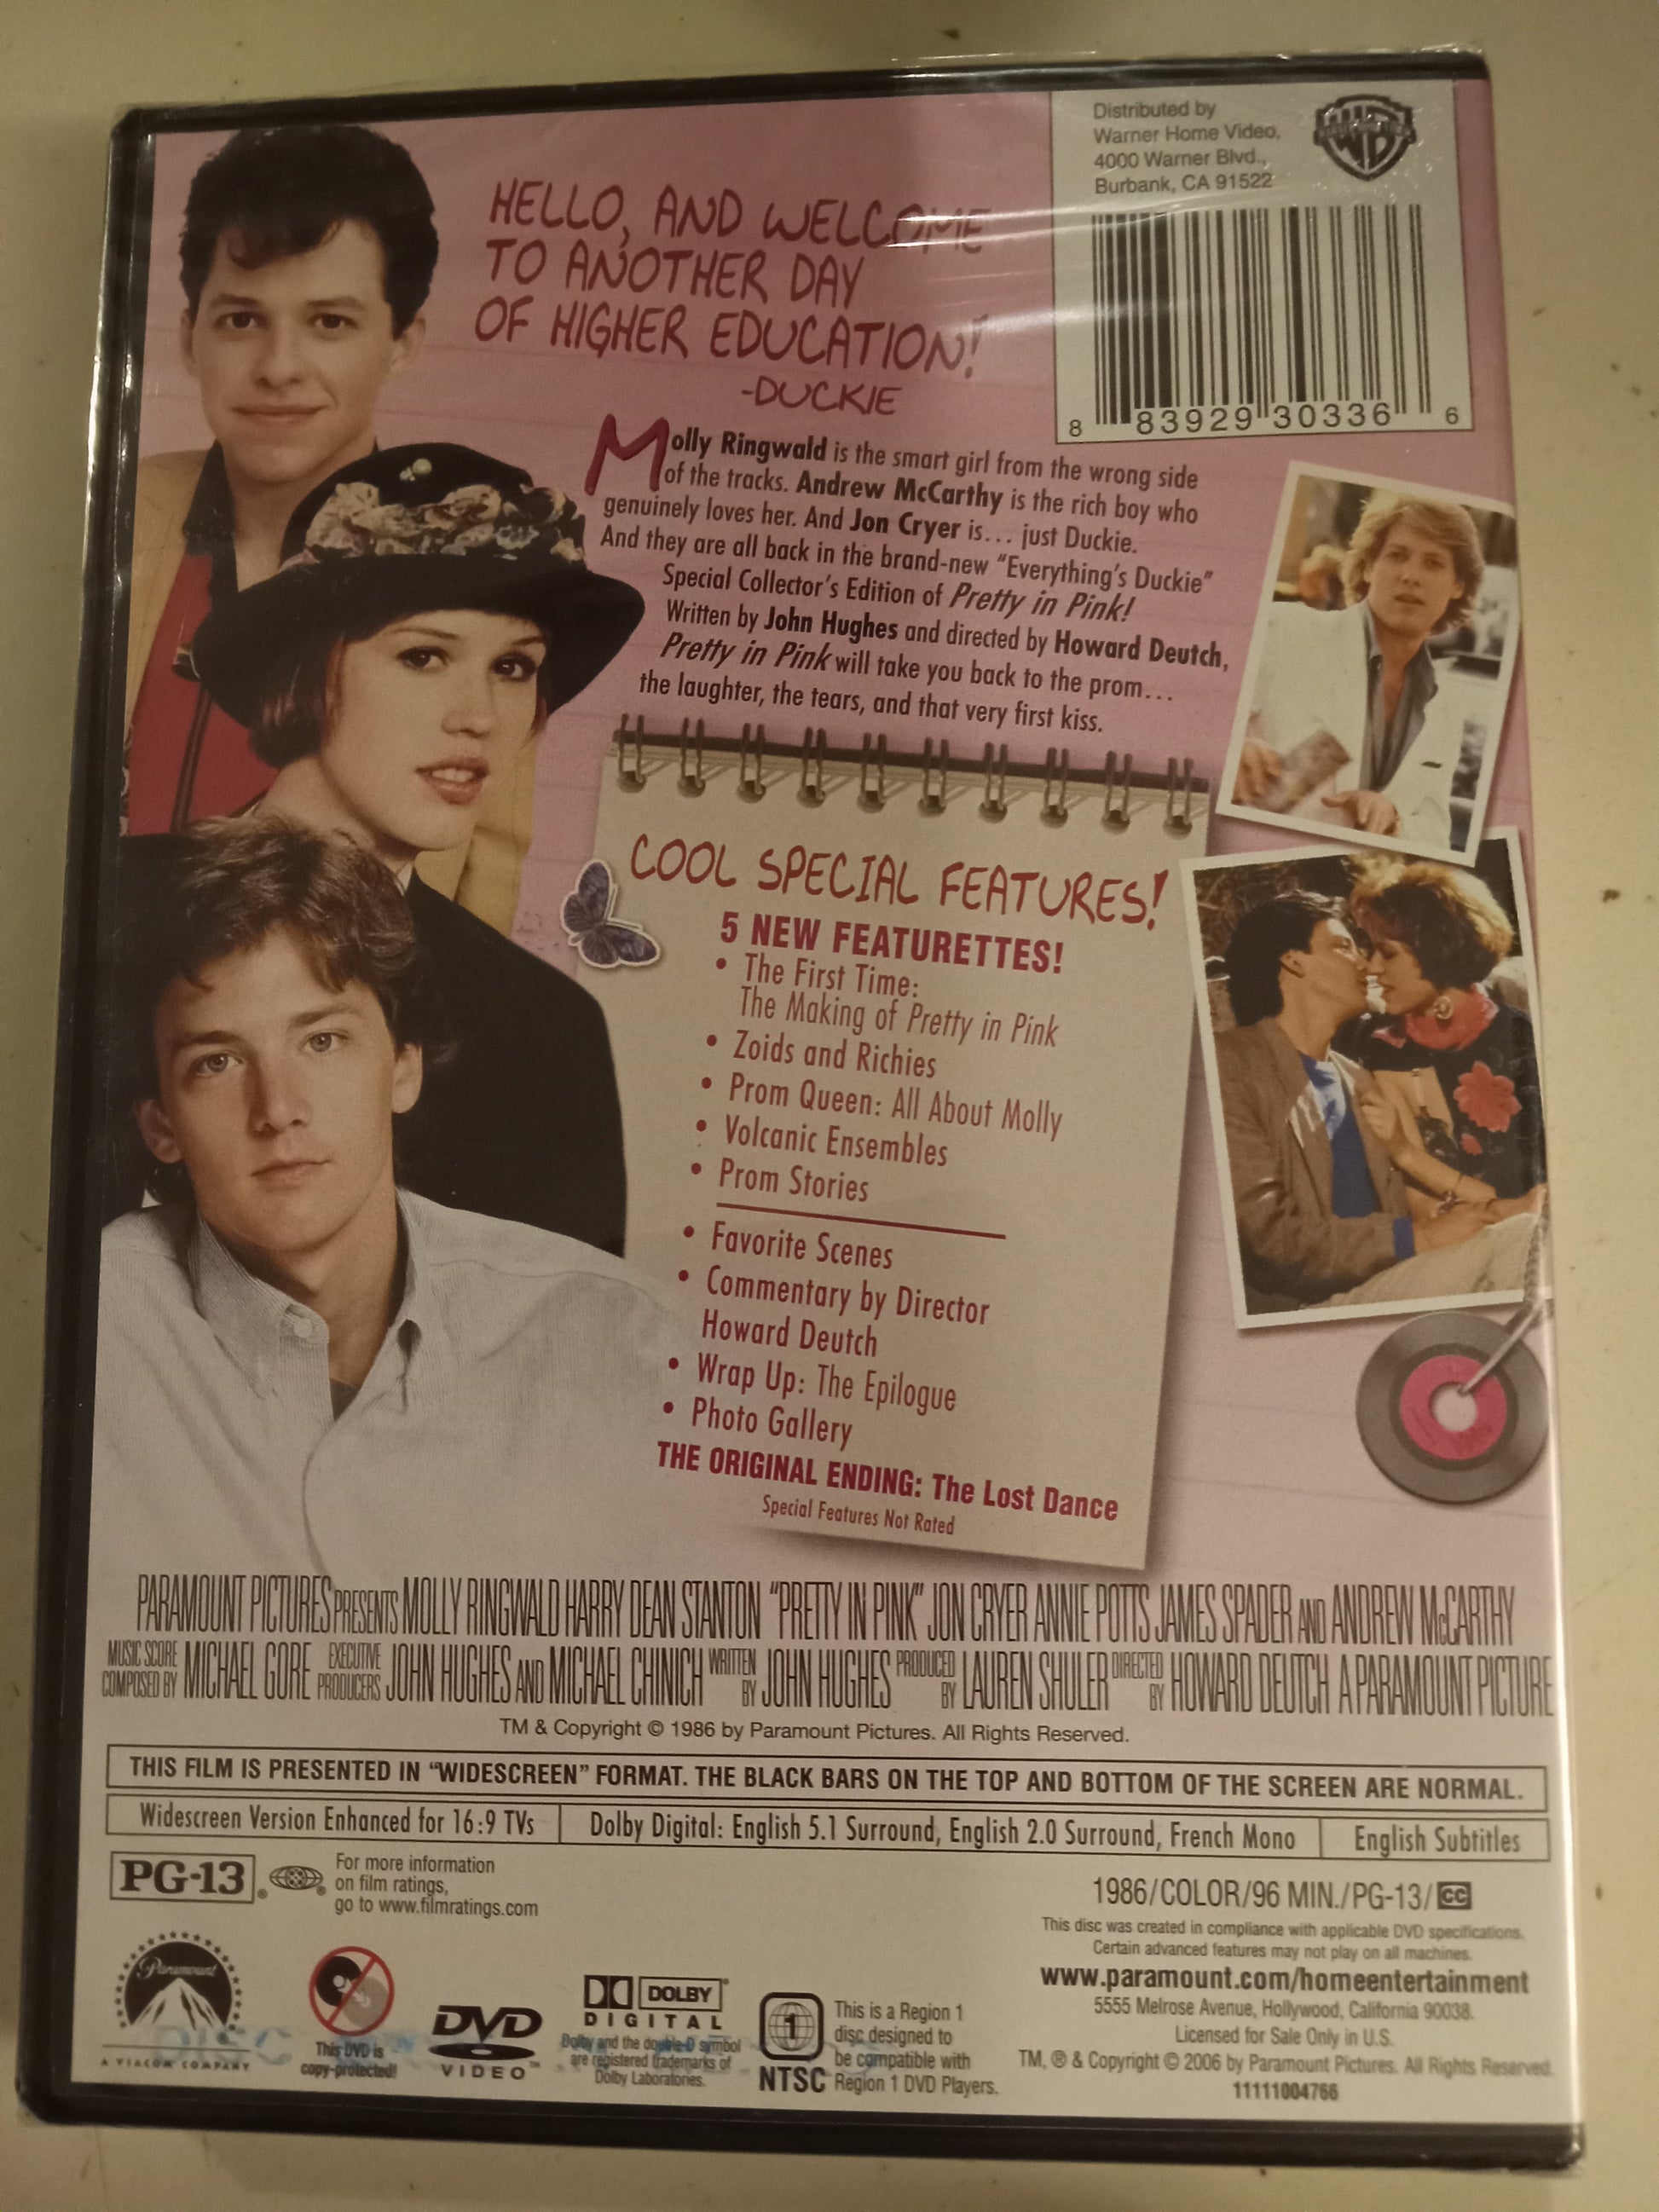 HELLO, AND WELCOME
TO ANOTHER DAY
OF HIGHER EDUCATION!
-DUCKIE
Distributed by
Warner Home Video,
4000 Warner Blvd.,
Burbank, CA 91522
WB
8 83929 30336 6
Molly Ringwald is the smart girl from the wrong side
of the tracks. Andrew McCarthy is the rich boy who
genuinely loves her. And Jon Cryer is... just Duckie.
And they are all back in the brand-new “Everything's Duckie”
Special Collector's Edition of Pretty in Pink!
Written by John Hughes and directed by Howard Deutch,
Pretty in Pink will take you back to the prom...
the laughter, the tears, and that very first kiss.
COOL SPECIAL FEATURES!
5 NEW FEATURETTES!
• The First Time:
The Making of Pretty in Pink
• Zoids and Richies
• Prom Queen: All About Molly
• Volcanic Ensembles
• Prom Stories
• Favorite Scenes
• Commentary by Director
Howard Deutch
• Wrap Up: The Epilogue
• Photo Gallery
THE ORIGINAL ENDING: The Lost Dance
Special Features Not Rated
PARAMOUNT PICTURES PRESENTS MOLLY RINGWALD HARRY DEAN STANTON “PRETTY IN PINK” JON CRYER ANNIE POTTS JAMES SPADER AND ANDREW McCARTHY
MUSIC SCORE COMPOSED BY MICHAEL GORE EXECUTIVE PRODUCERS JOHN HUGHES AND MICHAEL CHINICH WRITTEN BY JOHN HUGHES PRODUCED BY LAUREN SHULER DIRECTED BY HOWARD DEUTCH A PARAMOUNT PICTURE
TM & Copyright © 1986 by Paramount Pictures. All Rights Reserved.
THIS FILM IS PRESENTED IN “WIDESCREEN” FORMAT. THE BLACK BARS ON THE TOP AND BOTTOM OF THE SCREEN ARE NORMAL.
Widescreen Version Enhanced for 16:9 TVs | Dolby Digital: English 5.1 Surround, English 2.0 Surround, French Mono | English Subtitles
PG-13®
For more information
on film ratings,
go to www.filmratings.com
1986/COLOR/96 MIN./PG-13/CC
This disc was created in compliance with applicable DVD specifications.
Certain advanced features may not play on all machines.
www.paramount.com/homeentertainment
5555 Melrose Avenue, Hollywood, California 90038.
Licensed for Sale Only in U.S.
TM, ® & Copyright © 2006 by Paramount Pictures. All Rights Reserved.
11111004766
Paramount
A VIACOM COMPANY
DISC
This DVD is
copy-protected!
DVD
VIDEO™
DOLBY
DIGITAL
Dolby and the double-D symbol
are registered trademarks of
Dolby Laboratories.
1
NTSC
This is a Region 1
disc designed to
be compatible with
Region 1 DVD Players.